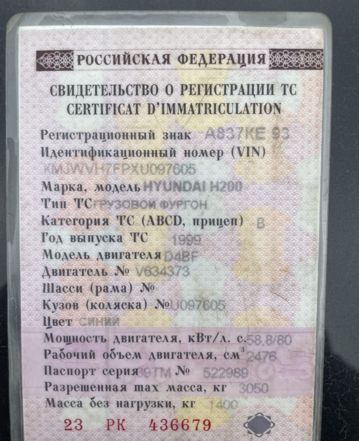 РОССИЙСКАЯ ФЕДЕРАЦИЯ
СВИДЕТЕЛЬСТВО О РЕГИСТРАЦИИ ТС
CERTIFICAT D'IMMATRICULATION
Регистрационный знак А837КЕ 93
Идентификационный номер (VIN)
KMJWVH7FPXU097605
Марка, модель HYUNDAI H200
Тип ТС ГРУЗОВОЙ ФУРГОН
Категория ТС (ABCD, прицеп) B
Год выпуска ТС 1999
Модель двигателя D4BF
Двигатель № V634373
Шасси (рама) №
Кузов (коляска) № U097605
Цвет СИНИЙ
Мощность двигателя, кВт/л. с. 58,8/80
Рабочий объем двигателя, см³ 2476
Паспорт серия 09ТМ № 522989
Разрешенная max масса, кг 3050
Масса без нагрузки, кг 1400
23 РК 436679